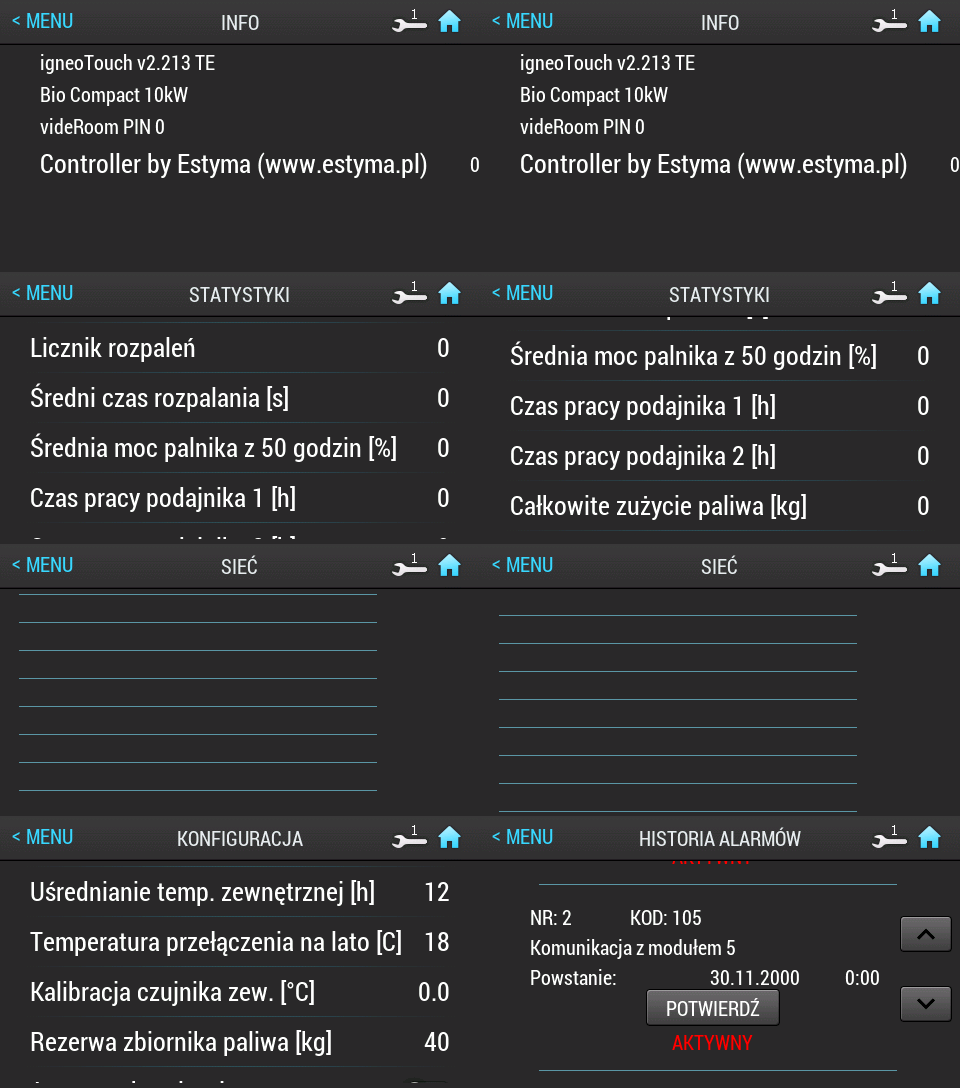 < MENU INFO 1
igneoTouch v2.213 TE
Bio Compact 10kW
videRoom PIN 0
Controller by Estyma (www.estyma.pl) 0
< MENU INFO 1
igneoTouch v2.213 TE
Bio Compact 10kW
videRoom PIN 0
Controller by Estyma (www.estyma.pl) 0
< MENU STATYSTYKI 1
Licznik rozpaleń 0
Średni czas rozpalania [s] 0
Średnia moc palnika z 50 godzin [%] 0
Czas pracy podajnika 1 [h] 0
< MENU STATYSTYKI 1
Średnia moc palnika z 50 godzin [%] 0
Czas pracy podajnika 1 [h] 0
Czas pracy podajnika 2 [h] 0
Całkowite zużycie paliwa [kg] 0
< MENU SIEĆ 1
< MENU SIEĆ 1
< MENU KONFIGURACJA 1
Uśrednianie temp. zewnętrznej [h] 12
Temperatura przełączenia na lato [C] 18
Kalibracja czujnika zew. [°C] 0.0
Rezerwa zbiornika paliwa [kg] 40
< MENU HISTORIA ALARMÓW 1
AKTYWNY
NR: 2 KOD: 105
Komunikacja z modułem 5
Powstanie: 30.11.2000 0:00
POTWIERDŹ
AKTYWNY